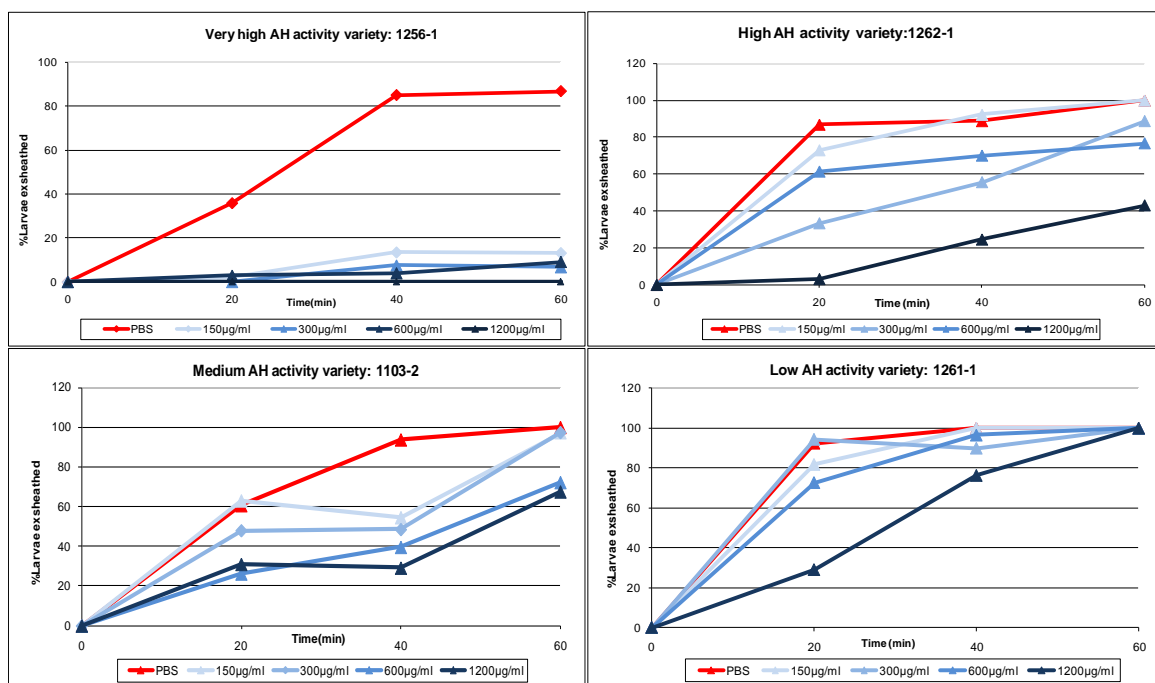 Very high AH activity variety: 1256-1
100
80
60
40
20
0
%Larvae exsheathed
0 20 40 60
Time(min)
PBS 150µg/ml 300µg/ml 600µg/ml 1200µg/ml
High AH activity variety:1262-1
120
100
80
60
40
20
0
%Larvae exsheathed
0 20 40 60
Time (min)
PBS 150µg/ml 300µg/ml 600µg/ml 1200µg/ml
Medium AH activity variety: 1103-2
120
100
80
60
40
20
0
%Larvae exsheathed
0 20 40 60
Time(min)
PBS 150µg/ml 300µg/ml 600µg/ml 1200µg/ml
Low AH activity variety: 1261-1
120
100
80
60
40
20
0
%Larvae exsheathed
0 20 40 60
Time(min)
PBS 150µg/ml 300µg/ml 600µg/ml 1200µg/ml